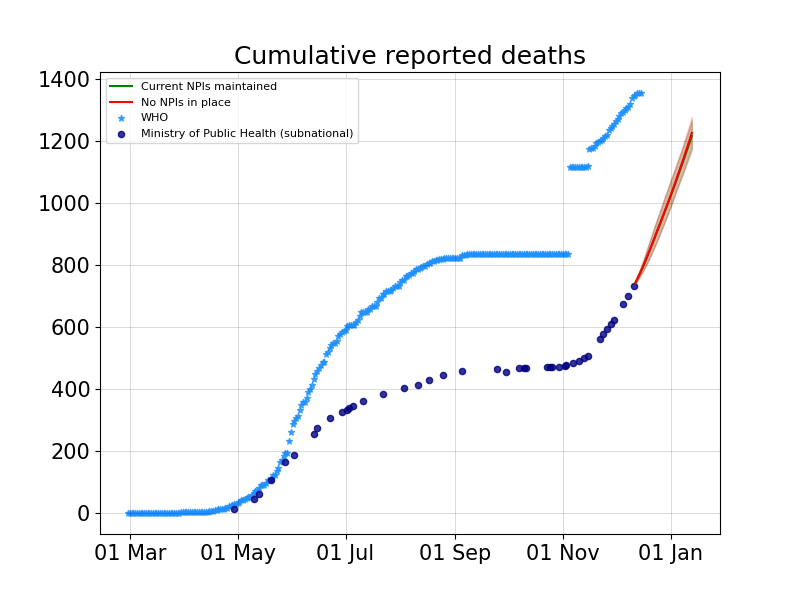 Cumulative reported deaths
Current NPIs maintained
No NPIs in place
WHO
Ministry of Public Health (subnational)
1400
1200
1000
800
600
400
200
0
01 Mar 01 May 01 Jul 01 Sep 01 Nov 01 Jan